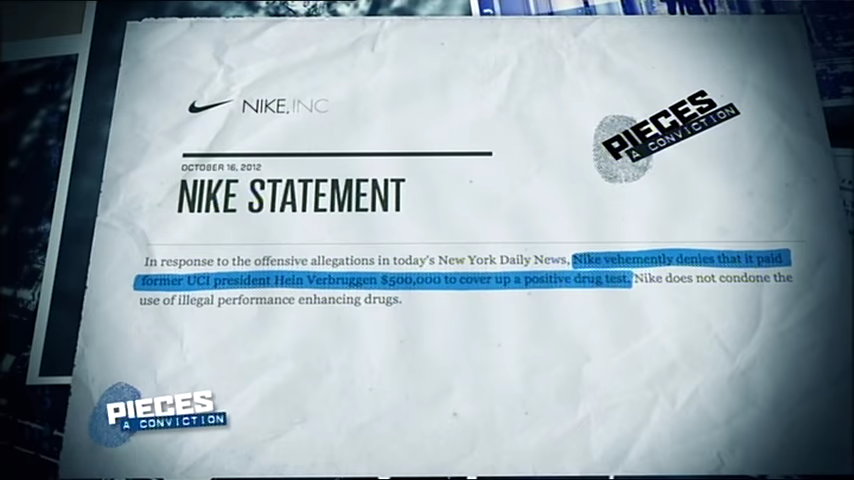 NIKE, INC
PIECES
À CONVICTION
OCTOBER 16, 2012
NIKE STATEMENT
In response to the offensive allegations in today's New York Daily News, Nike vehemently denies that it paid
former UCI president Hein Verbruggen $500,000 to cover up a positive drug test. Nike does not condone the
use of illegal performance enhancing drugs.
PIECES
À CONVICTION